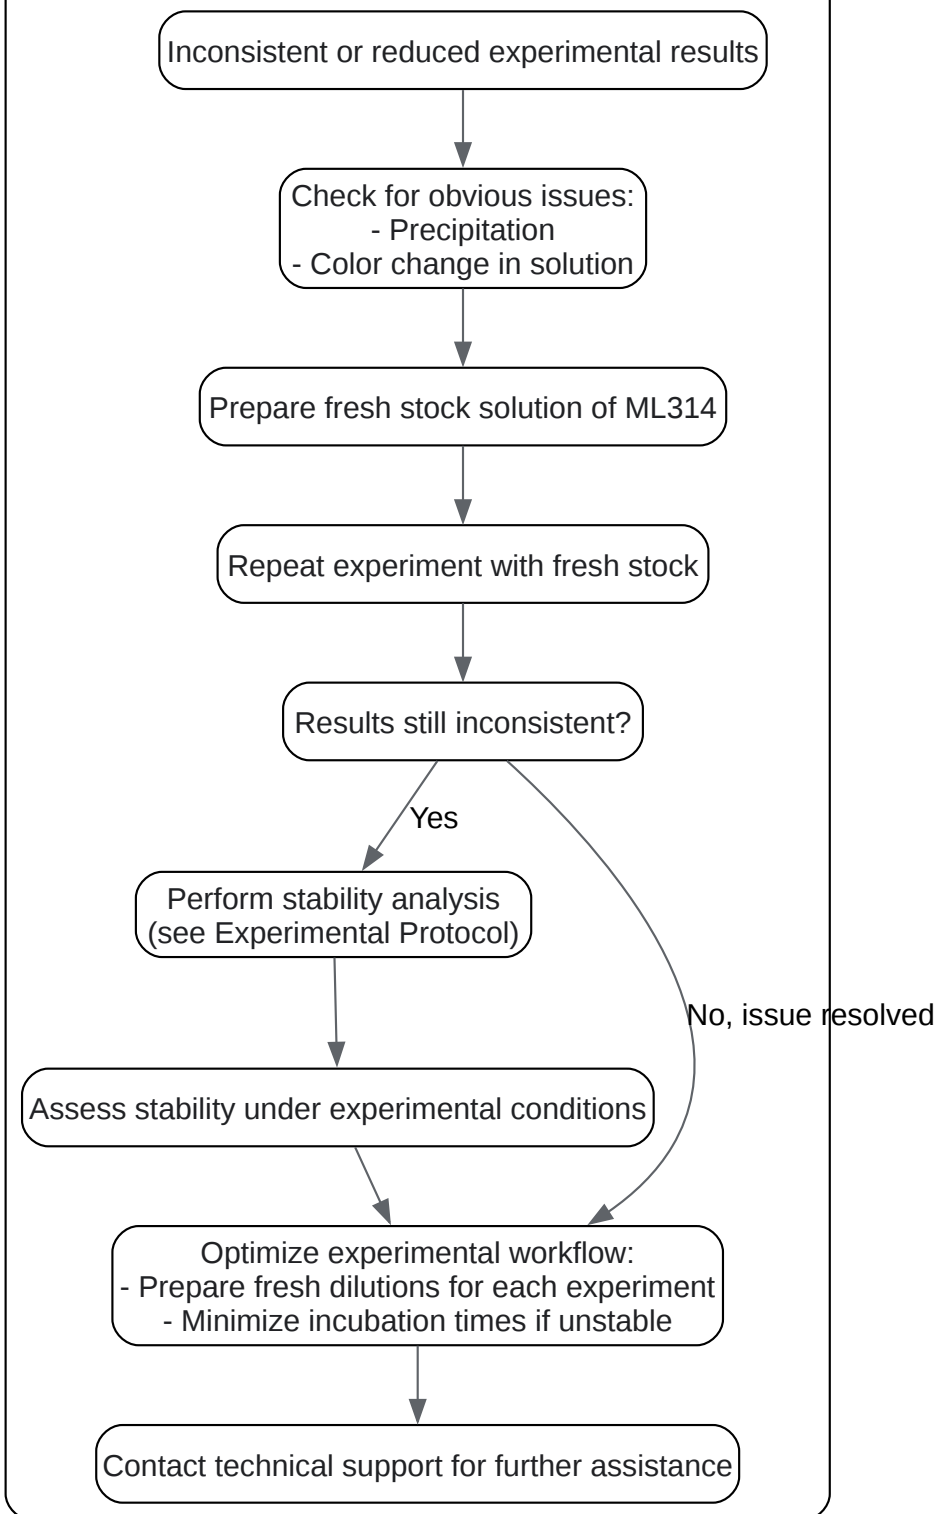 Inconsistent or reduced experimental results
Check for obvious issues:
- Precipitation
- Color change in solution
Prepare fresh stock solution of ML314
Repeat experiment with fresh stock
Results still inconsistent?
Yes
Perform stability analysis
(see Experimental Protocol)
No, issue resolved
Assess stability under experimental conditions
Optimize experimental workflow:
- Prepare fresh dilutions for each experiment
- Minimize incubation times if unstable
Contact technical support for further assistance